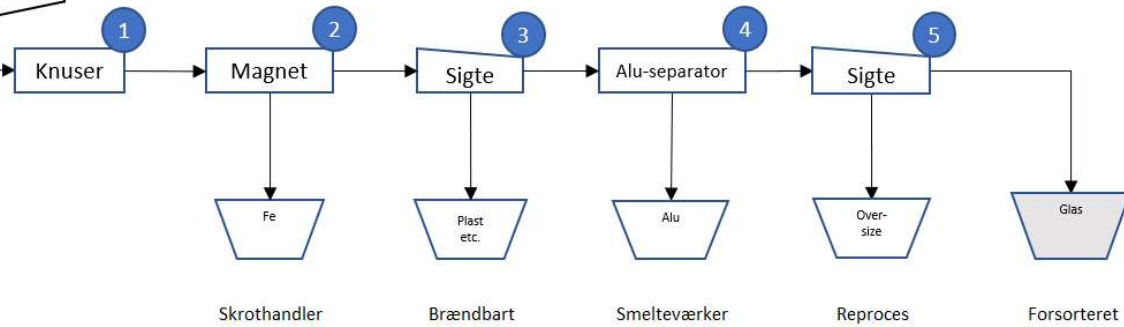 1
2
3
4
5
Knuser
Magnet
Sigte
Alu-separator
Sigte
Fe
Plast
etc.
Alu
Over-
size
Glas
Skrothandler
Brændbart
Smelteværker
Reproces
Forsorteret